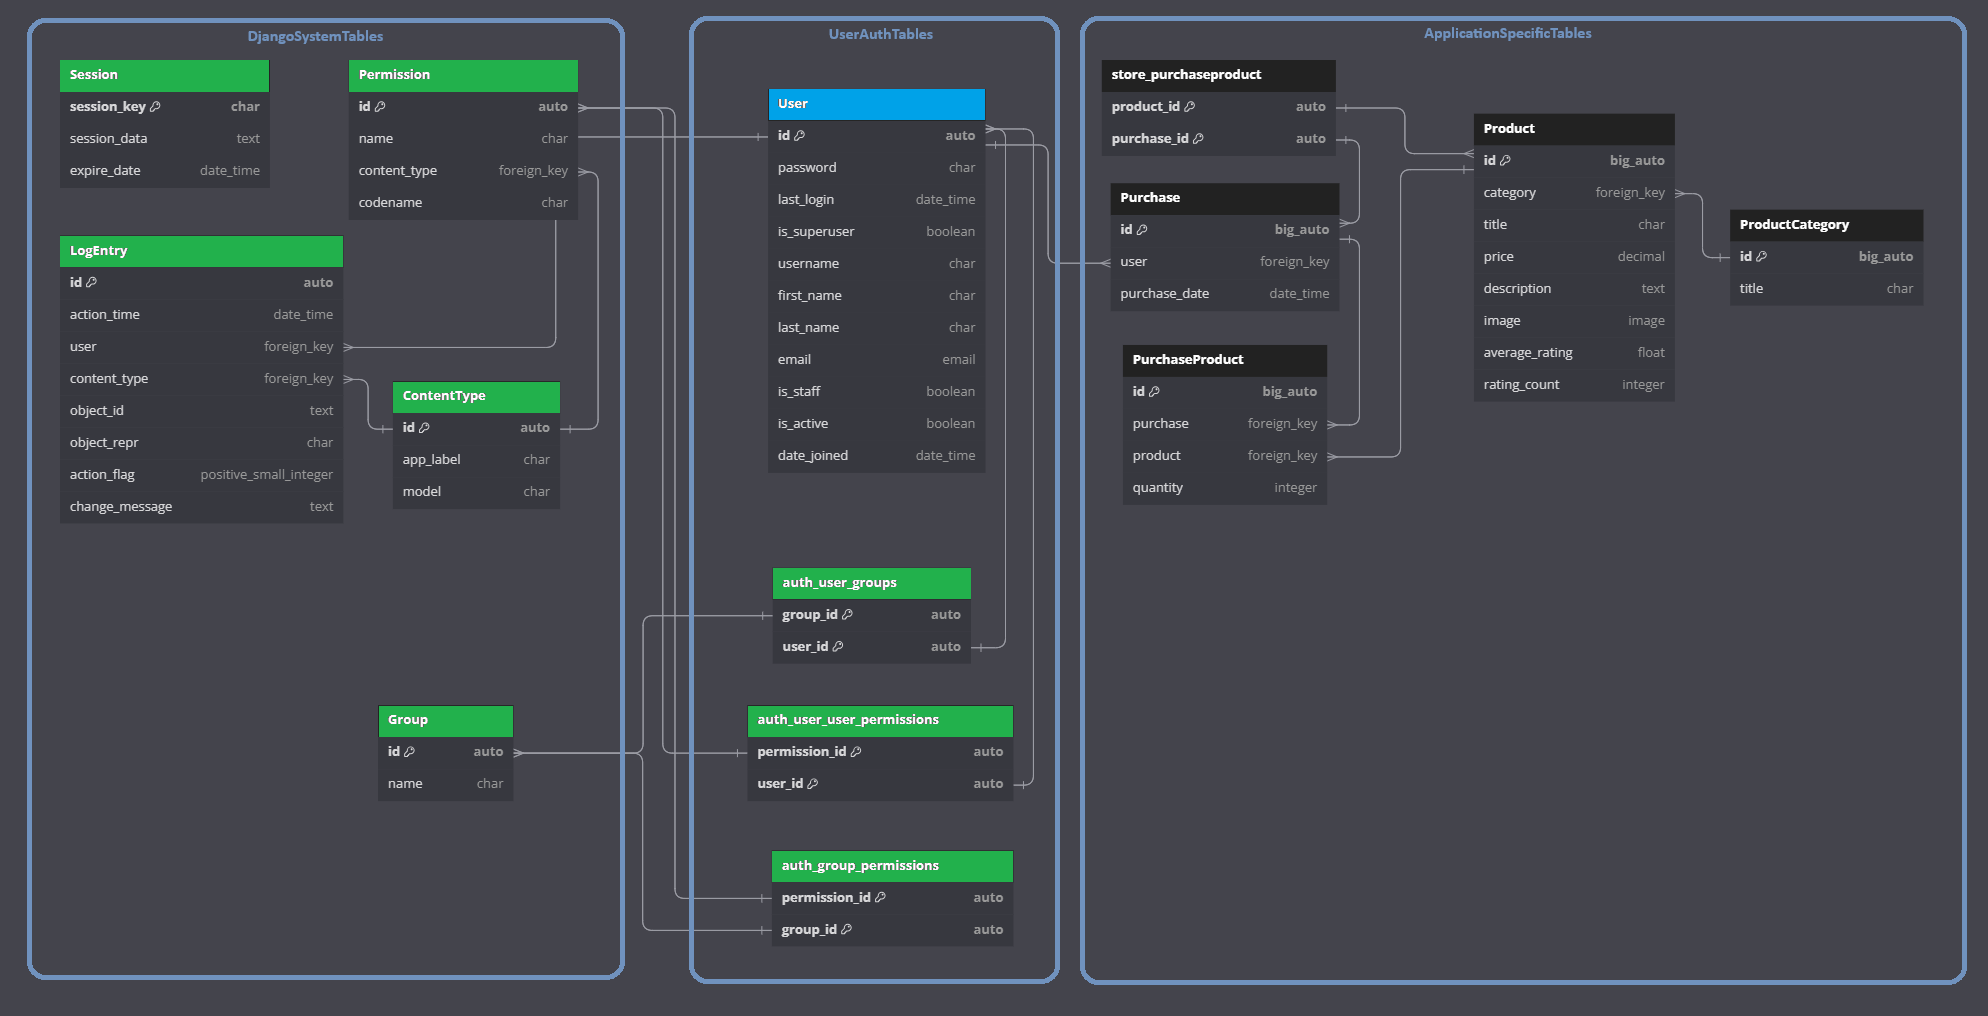 DjangoSystemTables
Session
session_key char
session_data text
expire_date date_time
Permission
id auto
name char
content_type foreign_key
codename char
LogEntry
id auto
action_time date_time
user foreign_key
content_type foreign_key
object_id text
object_repr char
action_flag positive_small_integer
change_message text
ContentType
id auto
app_label char
model char
Group
id auto
name char
UserAuthTables
User
id auto
password char
last_login date_time
is_superuser boolean
username char
first_name char
last_name char
email email
is_staff boolean
is_active boolean
date_joined date_time
auth_user_groups
group_id auto
user_id auto
auth_user_user_permissions
permission_id auto
user_id auto
auth_group_permissions
permission_id auto
group_id auto
ApplicationSpecificTables
store_purchaseproduct
product_id auto
purchase_id auto
Purchase
id big_auto
user foreign_key
purchase_date date_time
PurchaseProduct
id big_auto
purchase foreign_key
product foreign_key
quantity integer
Product
id big_auto
category foreign_key
title char
price decimal
description text
image image
average_rating float
rating_count integer
ProductCategory
id big_auto
title char